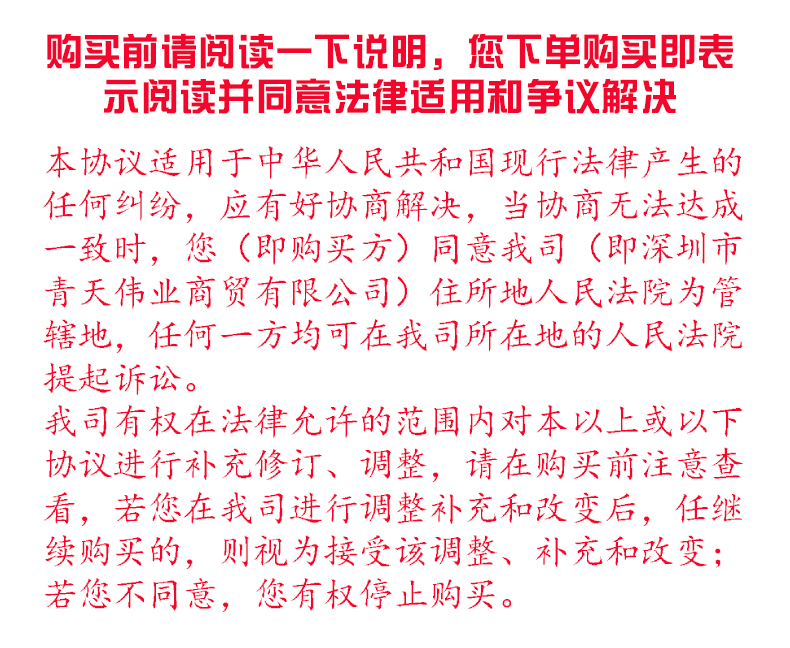 购买前请阅读一下说明，您下单购买即表
示阅读并同意法律适用和争议解决
本协议适用于中华人民共和国现行法律产生的
任何纠纷，应有好协商解决，当协商无法达成
一致时，您（即购买方）同意我司（即深圳市
青天伟业商贸有限公司）住所地人民法院为管
辖地，任何一方均可在我司所在地的人民法院
提起诉讼。
我司有权在法律允许的范围内对本以上或以下
协议进行补充修订、调整，请在购买前注意查
看，若您在我司进行调整补充和改变后，任继
续购买的，则视为接受该调整、补充和改变；
若您不同意，您有权停止购买。